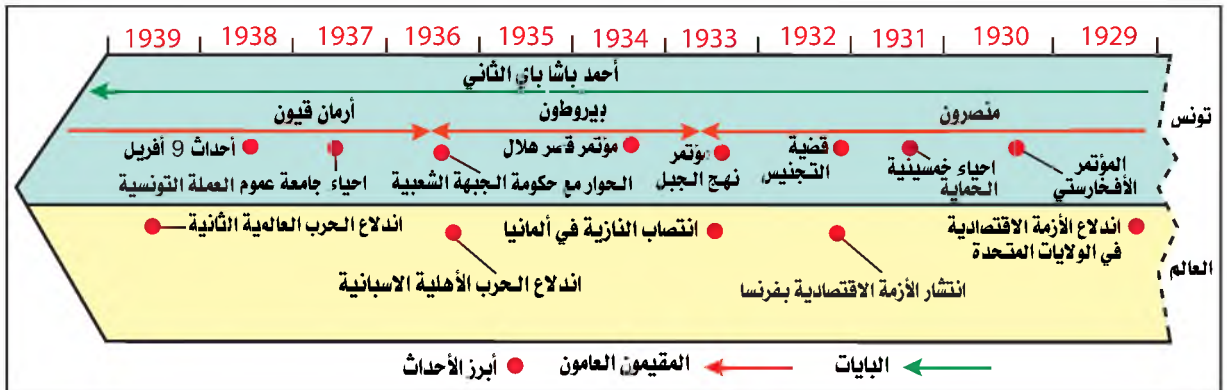 1929 1930 1931 1932 1933 1934 1935 1936 1937 1938 1939
أحمد باشا باي الثاني
منصرون
بيروطون
أرمان قيون
تونس
المؤتمر
الأفخارستي
احياء خمسينية
الحماية
قضية
التجنيس
مؤتمر
نهج الجبل
مؤتمر قصر هلال
الحوار مع حكومة الجبهة الشعبية
احياء جامعة عموم العملة التونسية
أحداث 9 أفريل
العالم
اندلاع الأزمة الاقتصادية
في الولايات المتحدة
انتشار الأزمة الاقتصادية بفرنسا
انتصاب النازية في ألمانيا
اندلاع الحرب الأهلية الاسبانية
اندلاع الحرب العالمية الثانية
البايات
المقيمون العامون
أبرز الأحداث